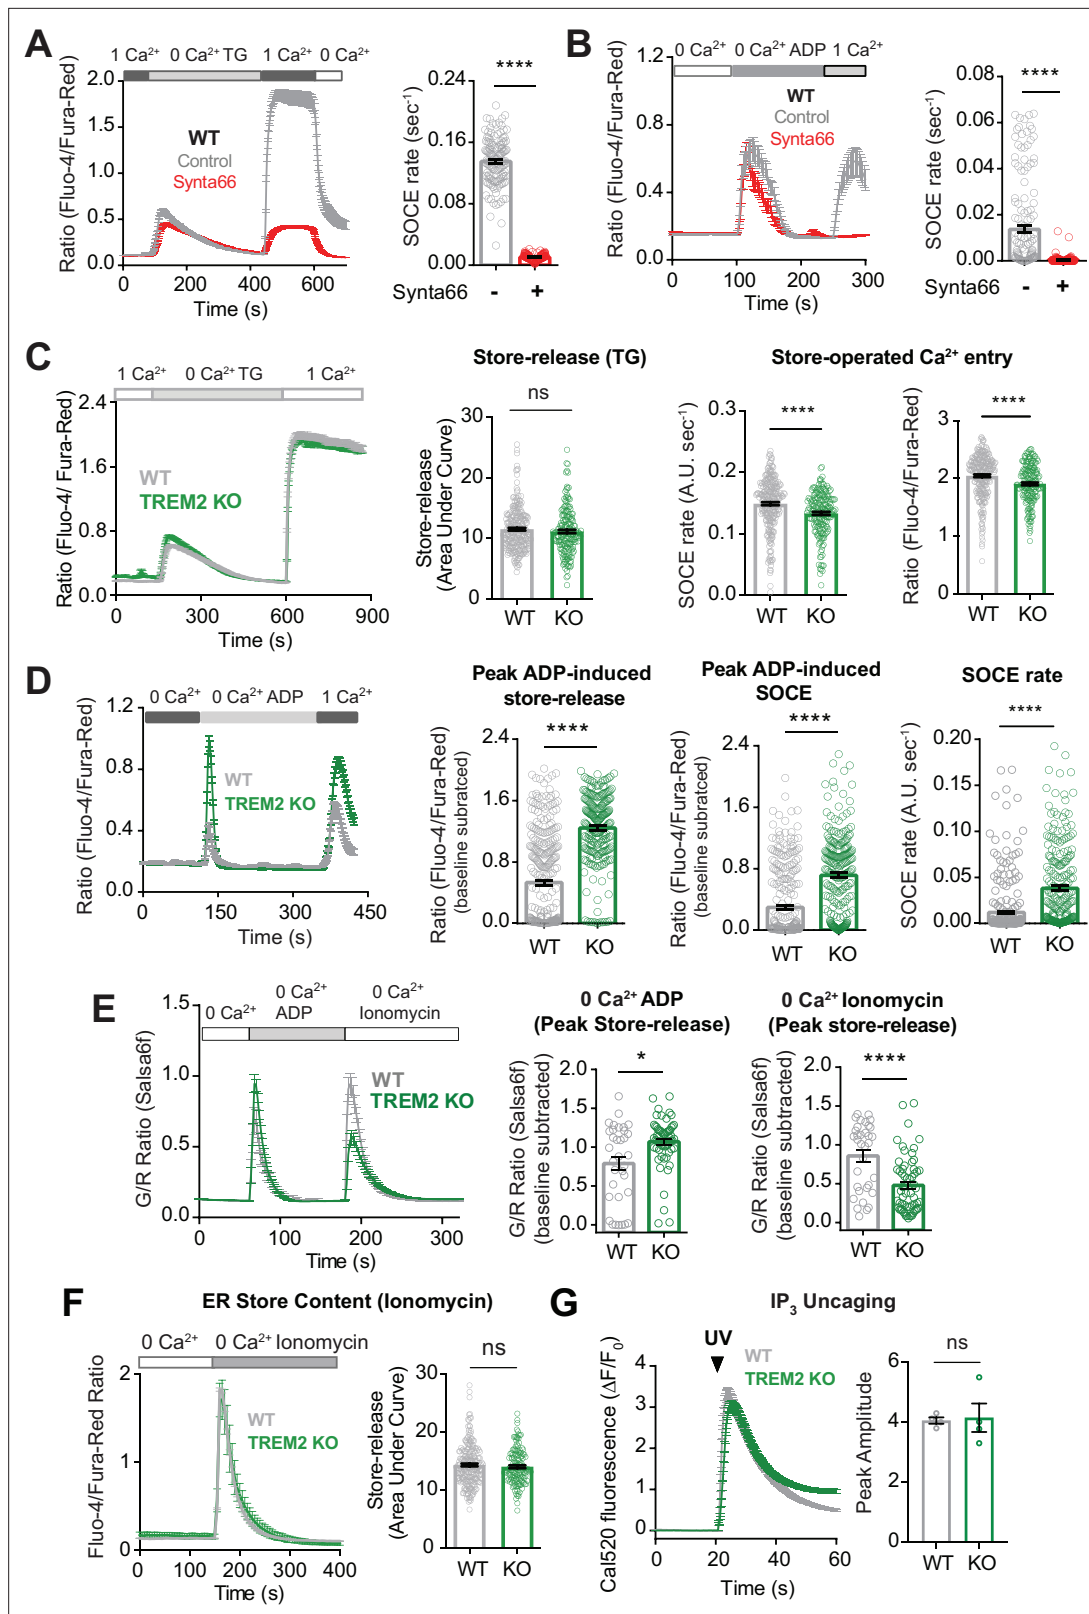 A
1 Ca²⁺ 0 Ca²⁺ TG 1 Ca²⁺ 0 Ca²⁺
Ratio (Fluo-4/Fura-Red)
2.0
1.5
1.0
0.5
0.0
WT
Control
Synta66
0 200 400 600
Time (s)
****
SOCE rate (sec⁻¹)
0.24
0.16
0.08
0.00
Synta66 - +
B
0 Ca²⁺ 0 Ca²⁺ ADP 1 Ca²⁺
Ratio (Fluo-4/Fura-Red)
1.2
0.8
0.4
0.0
WT
Control
Synta66
0 100 200 300
Time (s)
****
SOCE rate (sec⁻¹)
0.08
0.06
0.04
0.02
0.00
Synta66 - +
C
1 Ca²⁺ 0 Ca²⁺ TG 1 Ca²⁺
Ratio (Fluo-4/ Fura-Red)
2.4
1.6
0.8
0.0
WT
TREM2 KO
0 300 600 900
Time (s)
Store-release (TG)
ns
Store-release
(Area Under Curve)
30
20
10
0
WT KO
Store-operated Ca²⁺ entry
****
SOCE rate (A.U. sec⁻¹)
0.3
0.2
0.1
0.0
WT KO
****
Ratio (Fluo-4/Fura-Red)
3
2
1
0
WT KO
D
0 Ca²⁺ 0 Ca²⁺ ADP 1 Ca²⁺
Ratio (Fluo-4/Fura-Red)
1.2
0.8
0.4
0.0
WT
TREM2 KO
0 150 300 450
Time (s)
Peak ADP-induced
store-release
****
Ratio (Fluo-4/Fura-Red)
(baseline subratced)
2.4
1.6
0.8
0.0
WT KO
Peak ADP-induced
SOCE
****
Ratio (Fluo-4/Fura-Red)
(baseline subratced)
2.4
1.6
0.8
0.0
WT KO
SOCE rate
****
SOCE rate (A.U. sec⁻¹)
0.20
0.15
0.10
0.05
0.00
WT KO
E
0 Ca²⁺
0 Ca²⁺
ADP
0 Ca²⁺
Ionomycin
G/R Ratio (Salsa6f)
1.5
1.0
0.5
0.0
WT
TREM2 KO
0 100 200 300
Time (s)
0 Ca²⁺ ADP
(Peak Store-release)
*
G/R Ratio (Salsa6f)
(baseline subtracted)
2.0
1.5
1.0
0.5
0.0
WT KO
0 Ca²⁺ Ionomycin
(Peak store-release)
****
G/R Ratio (Salsa6f)
(baseline subtracted)
2.0
1.5
1.0
0.5
0.0
WT KO
F
ER Store Content (Ionomycin)
0 Ca²⁺ 0 Ca²⁺ Ionomycin
Fluo-4/Fura-Red Ratio
2
1
0
WT
TREM2 KO
0 100 200 300 400
Time (s)
ns
Store-release
(Area Under Curve)
30
20
10
0
WT KO
G
IP₃ Uncaging
UV
Cal520 fluorescence (ΔF/F₀)
4
3
2
1
0
WT
TREM2 KO
0 20 40 60
Time (s)
ns
Peak Amplitude
6
4
2
0
WT KO